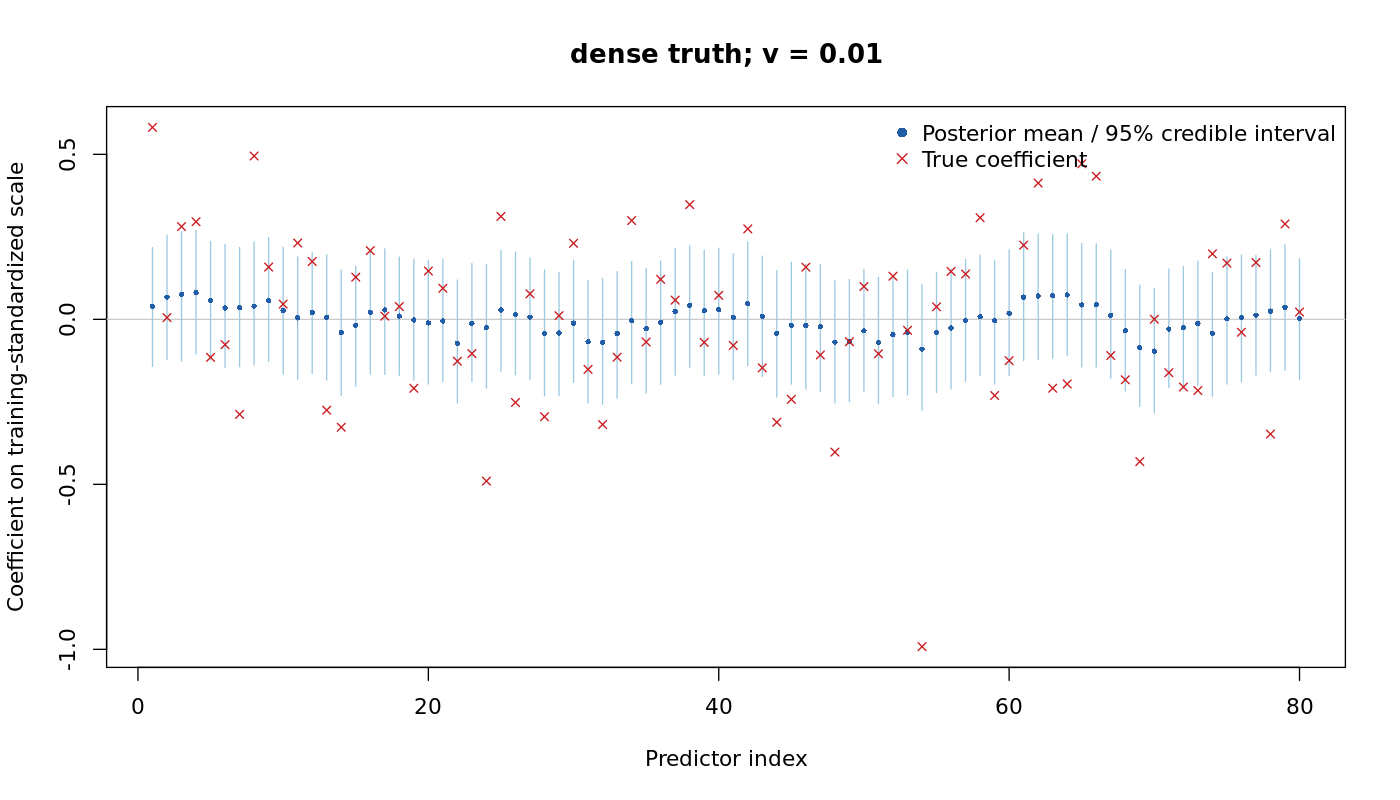 dense truth; v = 0.01
Posterior mean / 95% credible interval
True coefficient
Coefficient on training-standardized scale
0.5
0.0
-0.5
-1.0
0 20 40 60 80
Predictor index